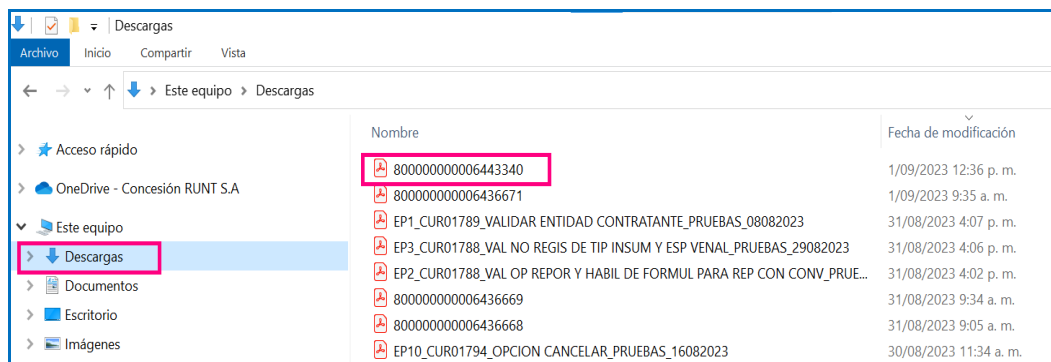 Descargas
Archivo Inicio Compartir Vista
Este equipo > Descargas
Nombre Fecha de modificación
Acceso rápido
OneDrive - Concesión RUNT S.A
Este equipo
Descargas
Documentos
Escritorio
Imágenes
800000000006443340 1/09/2023 12:36 p. m.
800000000006436671 1/09/2023 9:35 a. m.
EP1_CUR01789_VALIDAR ENTIDAD CONTRATANTE_PRUEBAS_08082023 31/08/2023 4:07 p. m.
EP3_CUR01788_VAL NO REGIS DE TIP INSUM Y ESP VENAL_PRUEBAS_29082023 31/08/2023 4:06 p. m.
EP2_CUR01788_VAL OP REPOR Y HABIL DE FORMUL PARA REP CON CONV_PRUE... 31/08/2023 4:02 p. m.
800000000006436669 31/08/2023 9:34 a. m.
800000000006436668 31/08/2023 9:05 a. m.
EP10_CUR01794_OPCION CANCELAR_PRUEBAS_16082023 30/08/2023 11:34 a. m.